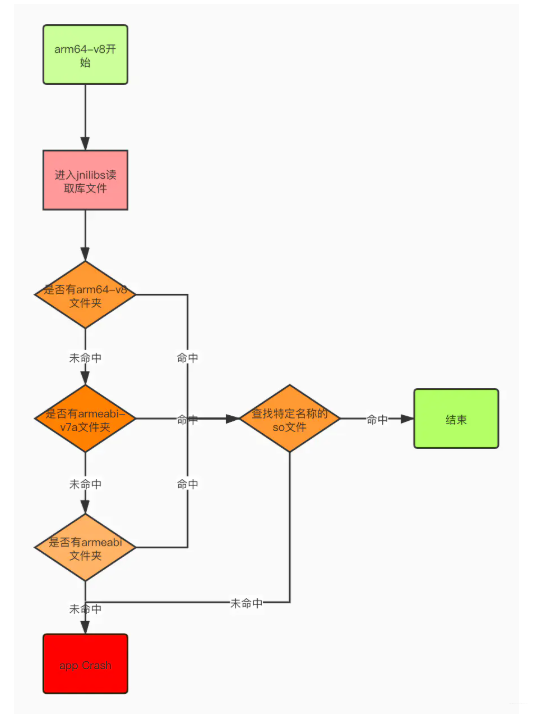 arm64-v8开
始
进入jnilibs读
取库文件
是否有arm64-v8
文件夹
未命中
命中
是否有armeabi-
v7a文件夹
命中
查找特定名称的
so文件
命中
结束
未命中
命中
是否有armeabi
文件夹
未命中
未命中
app Crash